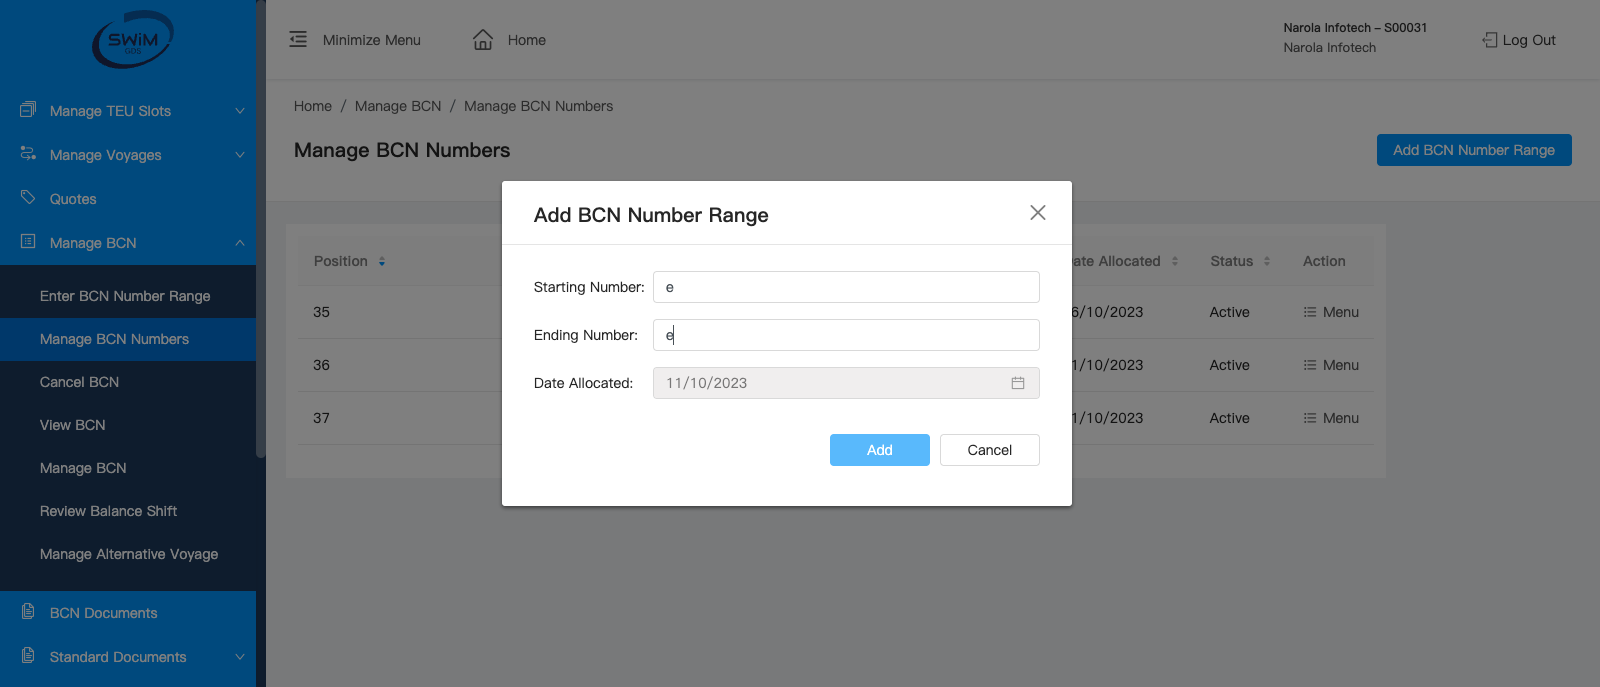 SWiM
GDS
Minimize Menu
Home
Narola Infotech – S00031
Narola Infotech
Log Out
Manage TEU Slots
Manage Voyages
Quotes
Manage BCN
Enter BCN Number Range
Manage BCN Numbers
Cancel BCN
View BCN
Manage BCN
Review Balance Shift
Manage Alternative Voyage
BCN Documents
Standard Documents
Home / Manage BCN / Manage BCN Numbers
Manage BCN Numbers
Add BCN Number Range
Position
ate Allocated
Status
Action
35
6/10/2023
Active
Menu
36
1/10/2023
Active
Menu
37
1/10/2023
Active
Menu
Add BCN Number Range
Starting Number: e
Ending Number: e
Date Allocated: 11/10/2023
Add
Cancel